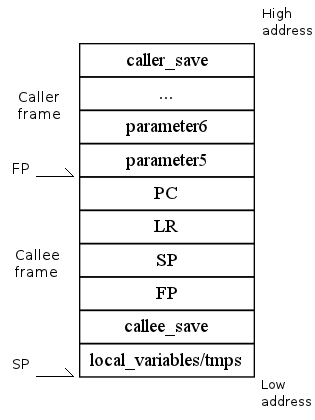 High
address
caller_save
...
Caller
frame
parameter6
parameter5
FP
PC
LR
Callee
frame
SP
FP
callee_save
SP
local_variables/tmps
Low
address